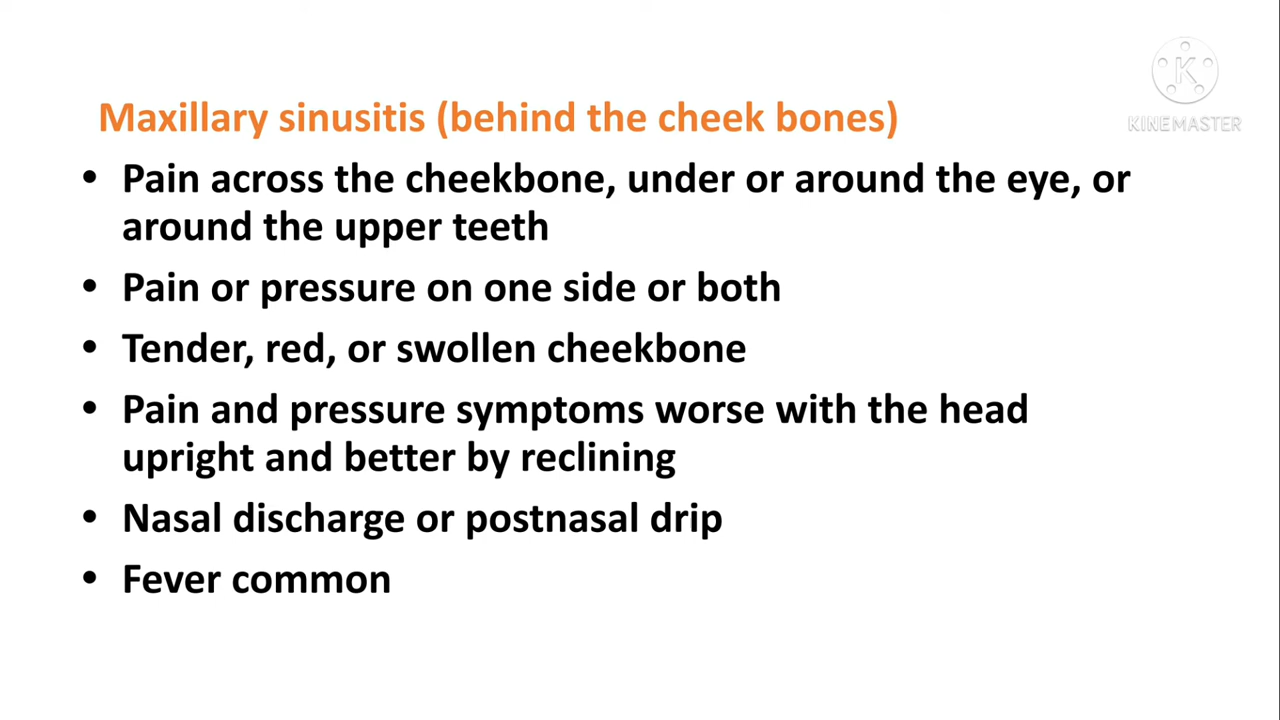 Maxillary sinusitis (behind the cheek bones)
• Pain across the cheekbone, under or around the eye, or
around the upper teeth
• Pain or pressure on one side or both
• Tender, red, or swollen cheekbone
• Pain and pressure symptoms worse with the head
upright and better by reclining
• Nasal discharge or postnasal drip
• Fever common
K
KINEMASTER